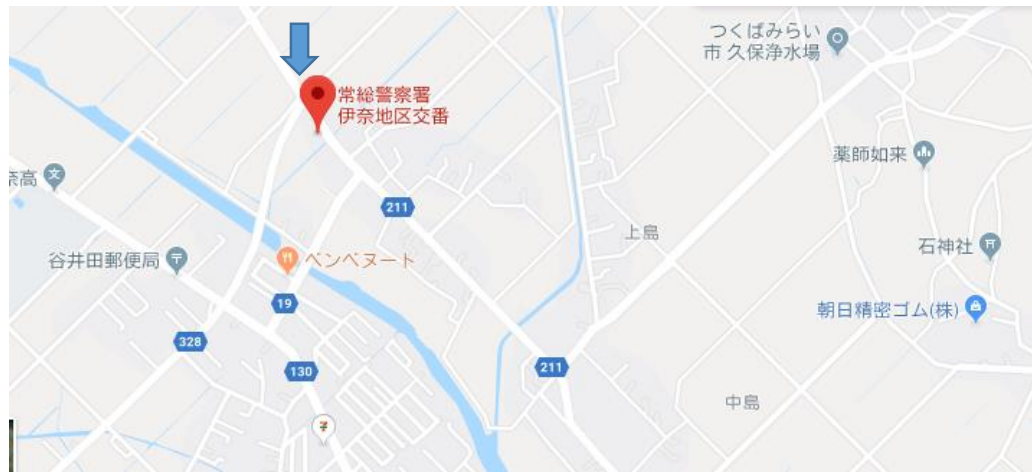 つくばみらい
市 久保浄水場
常総警察署
伊奈地区交番
薬師如来
奈高
文
211
上島
石神社
谷井田郵便局
〒
ベンベヌート
朝日精密ゴム(株)
19
328
211
130
中島
7